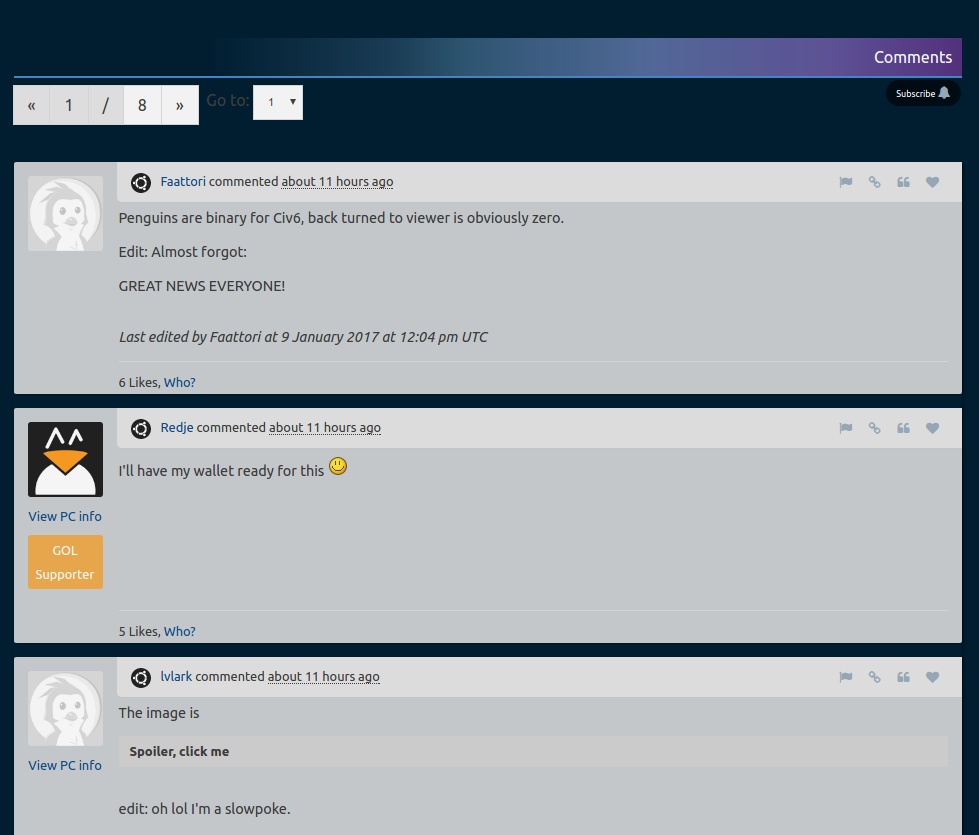 Comments
« 1 / 8 » Go to: 1 ▼
Subscribe
Faattori commented about 11 hours ago
Penguins are binary for Civ6, back turned to viewer is obviously zero.
Edit: Almost forgot:
GREAT NEWS EVERYONE!
Last edited by Faattori at 9 January 2017 at 12:04 pm UTC
6 Likes, Who?
Redje commented about 11 hours ago
I'll have my wallet ready for this
View PC info
GOL
Supporter
5 Likes, Who?
lvlark commented about 11 hours ago
The image is
Spoiler, click me
View PC info
edit: oh lol I'm a slowpoke.